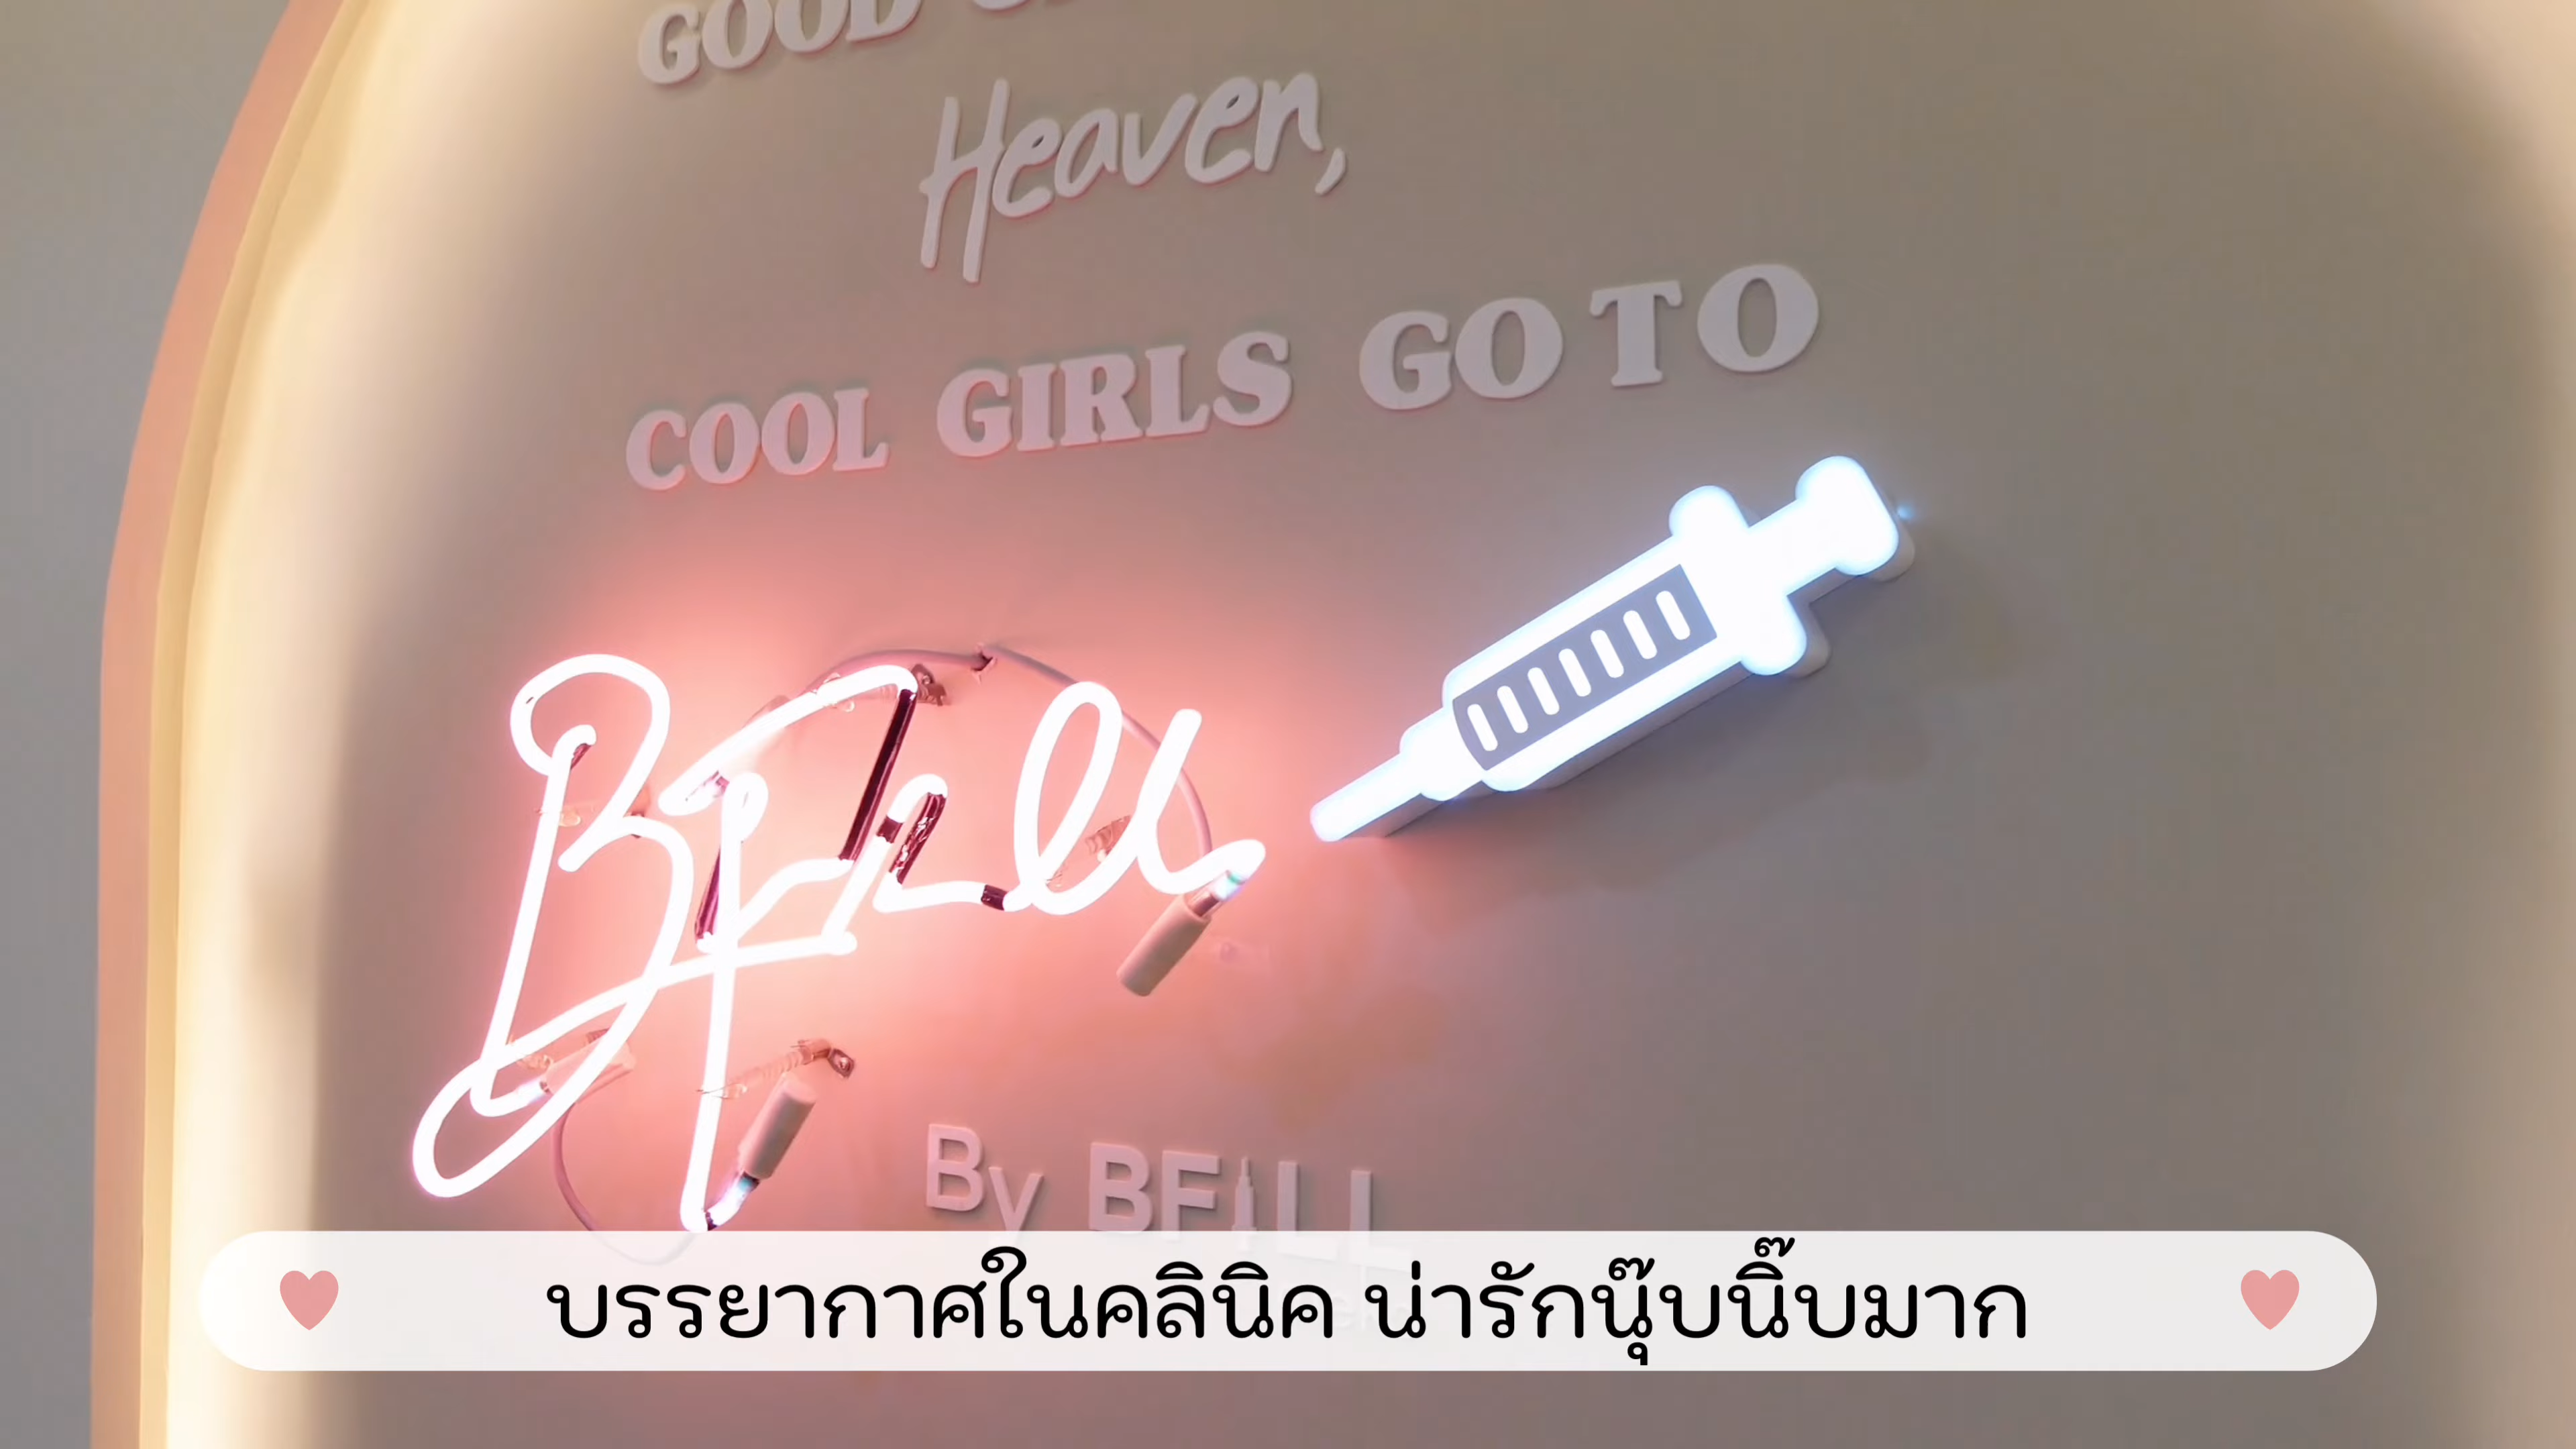 GOOD
Heaven,
COOL GIRLS GO TO
Bfill
By BFILL
บรรยากาศในคลินิค น่ารักนุ๊บนิ๊บมาก